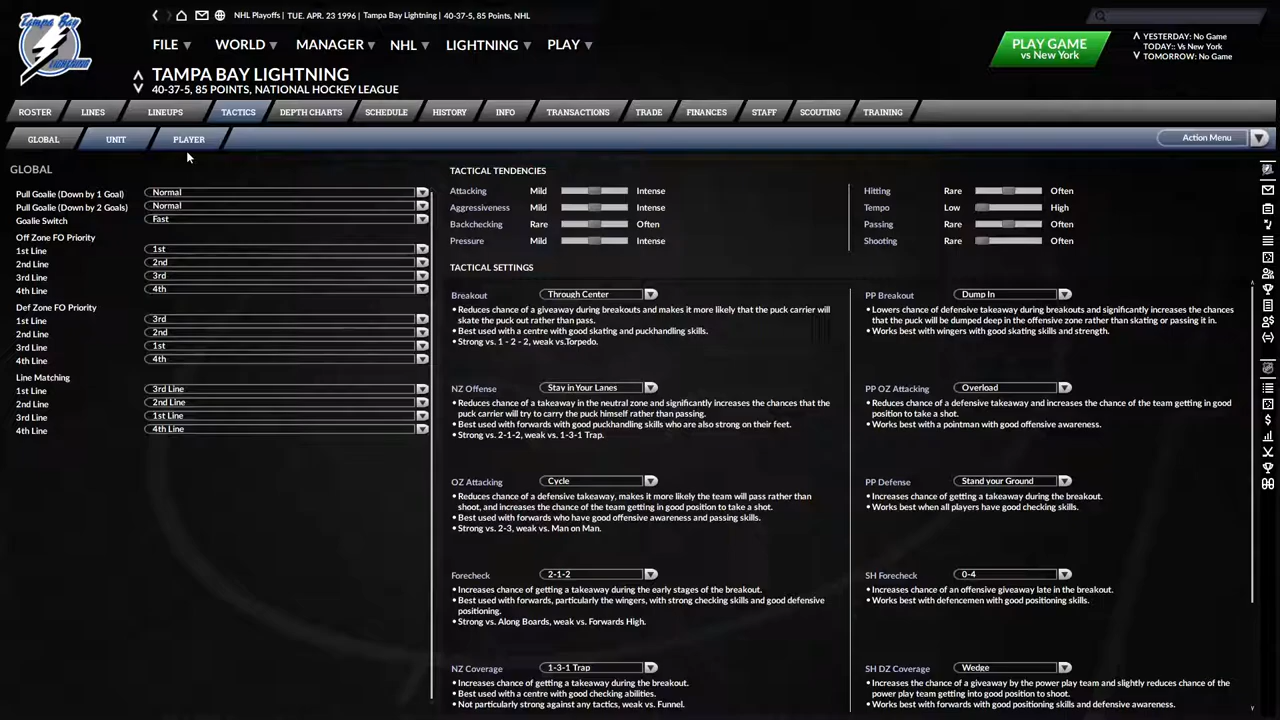 NHL Playoffs | TUE. APR. 23 1996 | Tampa Bay Lightning | 40-37-5, 85 Points, NHL
FILE WORLD MANAGER NHL LIGHTNING PLAY
PLAY GAME
vs New York
YESTERDAY: No Game
TODAY:: Vs New York
TOMORROW: No Game
TAMPA BAY LIGHTNING
40-37-5, 85 POINTS, NATIONAL HOCKEY LEAGUE
ROSTER LINES LINEUPS TACTICS DEPTH CHARTS SCHEDULE HISTORY INFO TRANSACTIONS TRADE FINANCES STAFF SCOUTING TRAINING
GLOBAL UNIT PLAYER Action Menu
GLOBAL
Pull Goalie (Down by 1 Goal) Normal
Pull Goalie (Down by 2 Goals) Normal
Goalie Switch Fast
Off Zone FO Priority
1st Line 1st
2nd Line 2nd
3rd Line 3rd
4th Line 4th
Def Zone FO Priority
1st Line 3rd
2nd Line 2nd
3rd Line 1st
4th Line 4th
Line Matching
1st Line 3rd Line
2nd Line 2nd Line
3rd Line 1st Line
4th Line 4th Line
TACTICAL TENDENCIES
Attacking Mild Intense
Aggressiveness Mild Intense
Backchecking Rare Often
Pressure Mild Intense
Hitting Rare Often
Tempo Low High
Passing Rare Often
Shooting Rare Often
TACTICAL SETTINGS
Breakout Through Center
• Reduces chance of a giveaway during breakouts and makes it more likely that the puck carrier will
skate the puck out rather than pass.
• Best used with a centre with good skating and puckhandling skills.
• Strong vs. 1 - 2 - 2, weak vs.Torpedo.
NZ Offense Stay in Your Lanes
• Reduces chance of a takeaway in the neutral zone and significantly increases the chances that the
puck carrier will try to carry the puck himself rather than passing.
• Best used with forwards with good puckhandling skills who are also strong on their feet.
• Strong vs. 2-1-2, weak vs. 1-3-1 Trap.
OZ Attacking Cycle
• Reduces chance of a defensive takeaway, makes it more likely the team will pass rather than
shoot, and increases the chance of the team getting in good position to take a shot.
• Best used with forwards who have good offensive awareness and passing skills.
• Strong vs. 2-3, weak vs. Man on Man.
Forecheck 2-1-2
• Increases chance of getting a takeaway during the early stages of the breakout.
• Best used with forwards, particularly the wingers, with strong checking skills and good defensive
positioning.
• Strong vs. Along Boards, weak vs. Forwards High.
NZ Coverage 1-3-1 Trap
• Increases chance of getting a takeaway during the breakout.
• Best used with a centre with good checking abilities.
• Not particularly strong against any tactics, weak vs. Funnel.
PP Breakout Dump In
• Lowers chance of defensive takeaway during breakouts and significantly increases the chances
that the puck will be dumped deep in the offensive zone rather than skating or passing it in.
• Works best with wingers with good skating skills and strength.
PP OZ Attacking Overload
• Reduces chance of a defensive takeaway and increases the chance of the team getting in good
position to take a shot.
• Works best with a pointman with good offensive awareness.
PP Defense Stand your Ground
• Increases chance of getting a takeaway during the breakout.
• Works best when all players have good checking skills.
SH Forecheck 0-4
• Increases chance of an offensive giveaway late in the breakout.
• Works best with defencemen with good positioning skills.
SH DZ Coverage Wedge
• Increases the chance of a giveaway by the power play team and slightly reduces chance of the
power play team getting into good position to shoot.
• Works best with forwards with good positioning skills and defensive awareness.